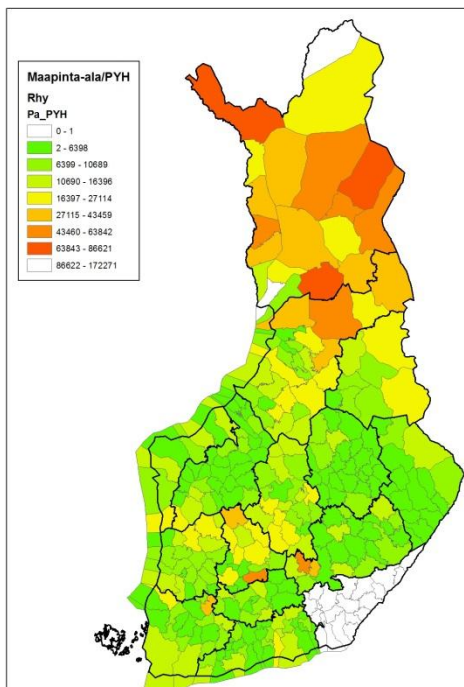 Maapinta-ala/PYH
Rhy
Pa_PYH
0 - 1
2 - 6398
6399 - 10689
10690 - 16396
16397 - 27114
27115 - 43459
43460 - 63842
63843 - 86621
86622 - 172271